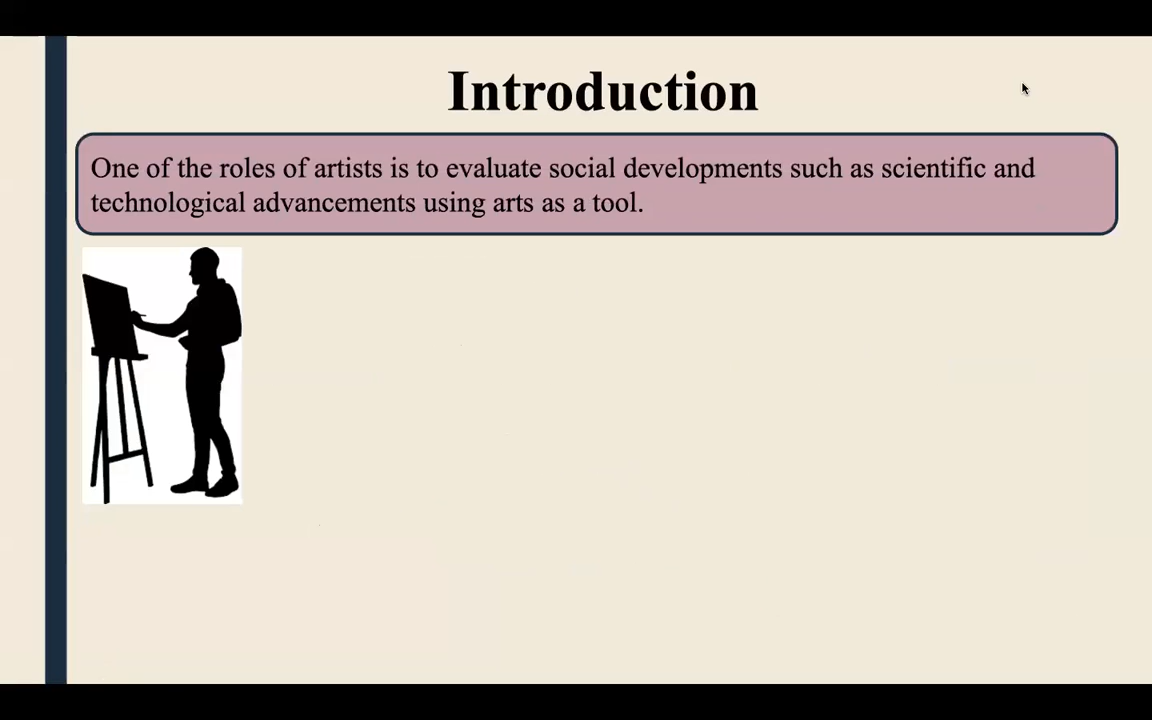 Introduction
One of the roles of artists is to evaluate social developments such as scientific and
technological advancements using arts as a tool.